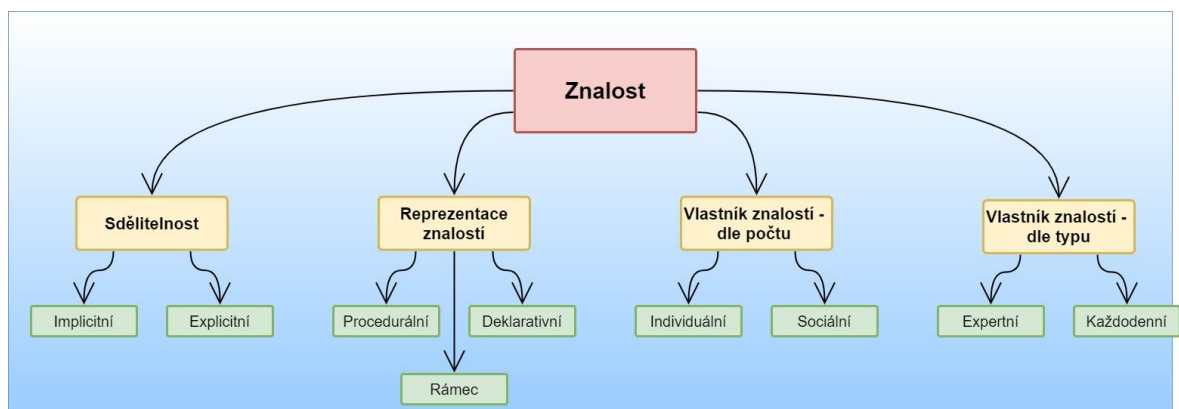 Znalost
Sdělitelnost
Reprezentace
znalostí
Vlastník znalostí -
dle počtu
Vlastník znalostí -
dle typu
Implicitní
Explicitní
Procedurální
Deklarativní
Individuální
Sociální
Expertní
Každodenní
Rámec